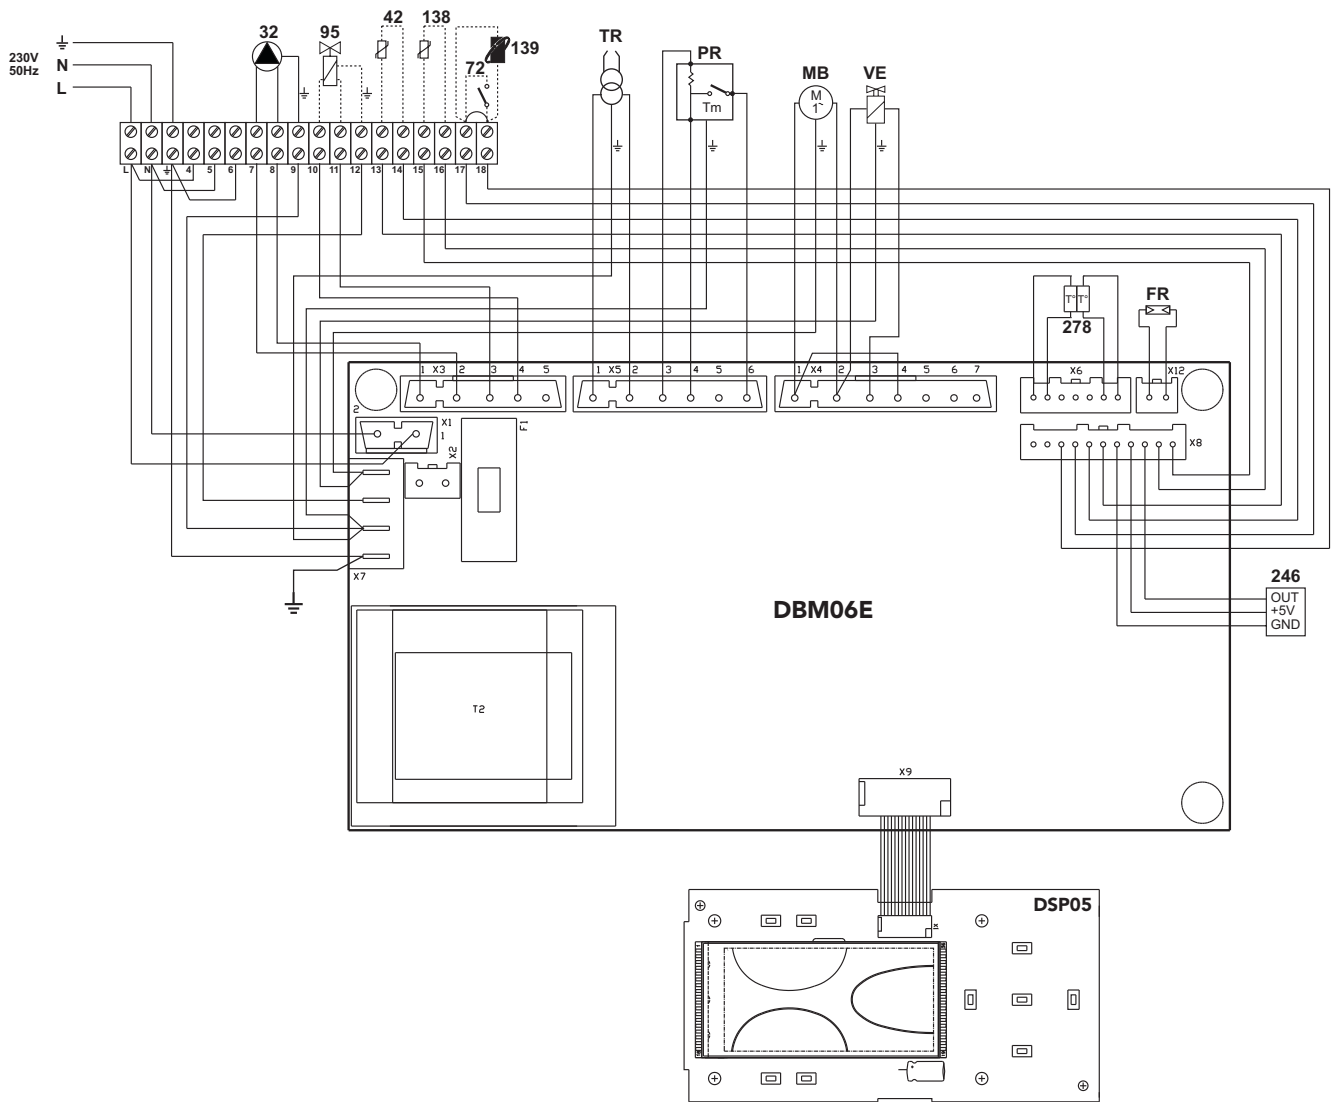 42 138
32 95 139
TR PR MB VE
230V
50Hz
N
L
72
Tm
M
1~
L N 4 5 6 7 8 9 10 11 12 13 14 15 16 17 18
T° T°
278
FR
1 X3 2 3 4 5
1 X5 2 3 4 5 6
1 X4 2 3 4 5 6 7
X6 X12
2
X1
1
X2
F1
X8
X7
246
OUT
+5V
GND
DBM06E
T2
X9
DSP05